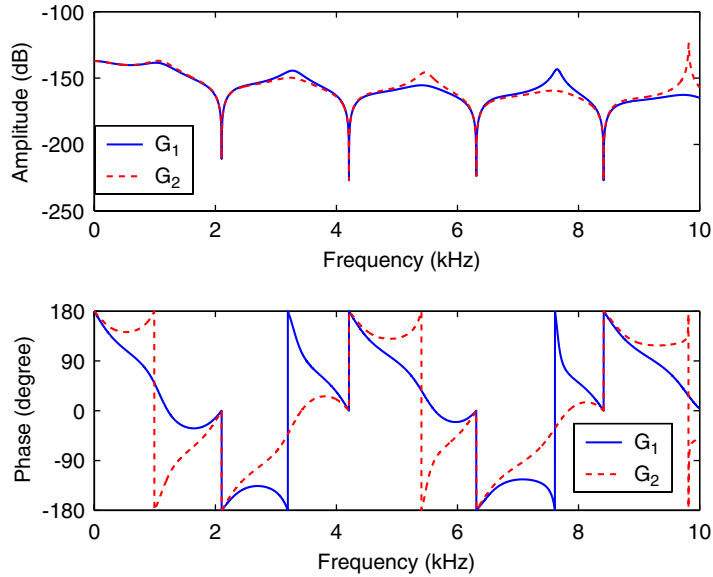 -100
-150
-200
-250
Amplitude (dB)
G1
G2
0 2 4 6 8 10
Frequency (kHz)
180
90
0
-90
-180
Phase (degree)
G1
G2
0 2 4 6 8 10
Frequency (kHz)